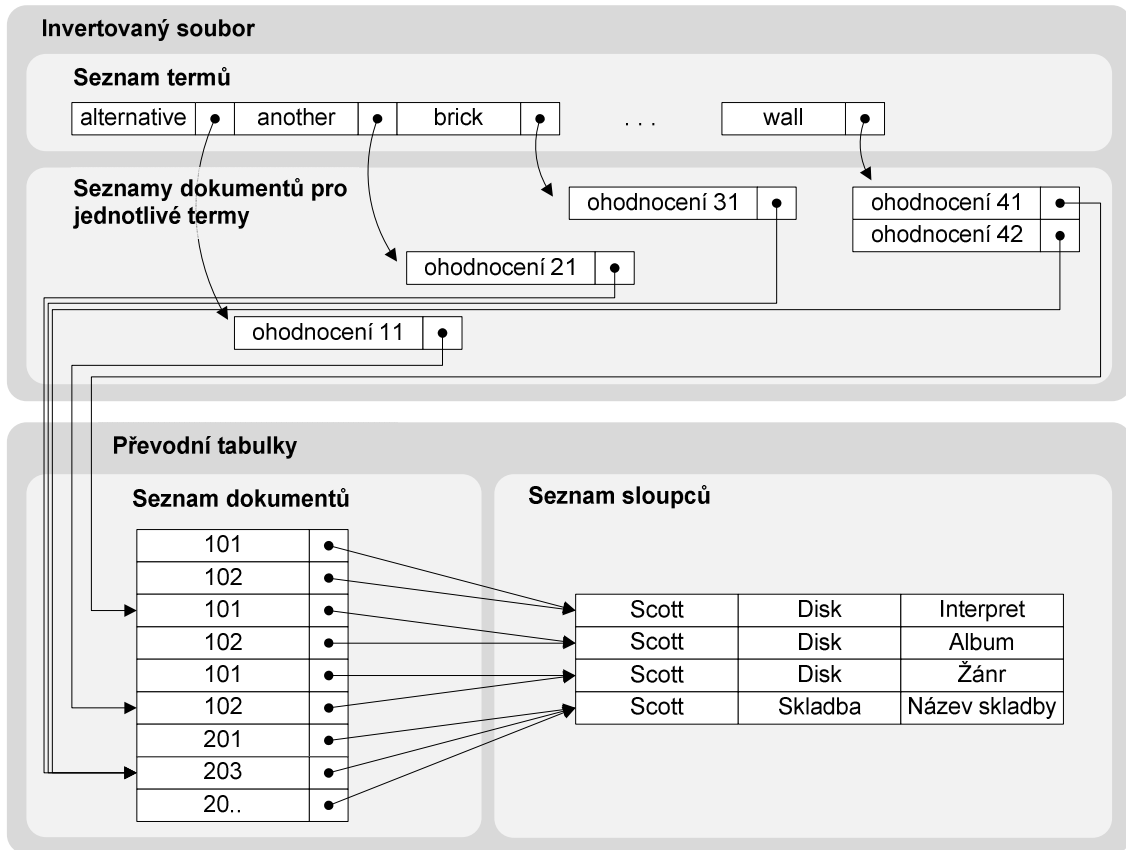 Invertovaný soubor
Seznam termů
alternative another brick . . . wall
Seznamy dokumentů pro
jednotlivé termy
ohodnocení 31
ohodnocení 41
ohodnocení 42
ohodnocení 21
ohodnocení 11
Převodní tabulky
Seznam dokumentů
101
102
101
102
101
102
201
203
20..
Seznam sloupců
Scott Disk Interpret
Scott Disk Album
Scott Disk Žánr
Scott Skladba Název skladby